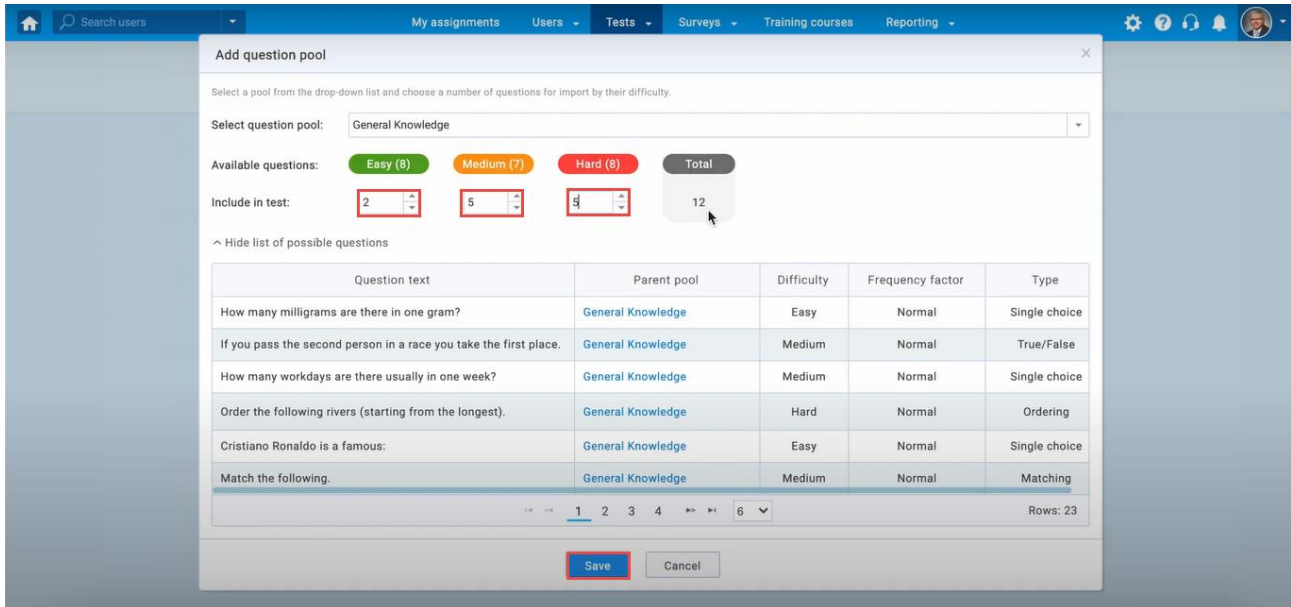 Search users My assignments Users Tests Surveys Training courses Reporting
Add question pool
Select a pool from the drop-down list and choose a number of questions for import by their difficulty.
Select question pool: General Knowledge
Available questions: Easy (8) Medium (7) Hard (8) Total
Include in test: 2 5 5 12
Hide list of possible questions
Question text Parent pool Difficulty Frequency factor Type
How many milligrams are there in one gram? General Knowledge Easy Normal Single choice
If you pass the second person in a race you take the first place. General Knowledge Medium Normal True/False
How many workdays are there usually in one week? General Knowledge Medium Normal Single choice
Order the following rivers (starting from the longest). General Knowledge Hard Normal Ordering
Cristiano Ronaldo is a famous: General Knowledge Easy Normal Single choice
Match the following. General Knowledge Medium Normal Matching
1 2 3 4 6 Rows: 23
Save Cancel